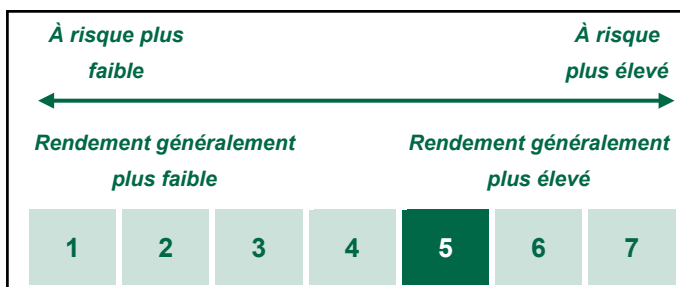 À risque plus
faible
À risque
plus élevé
Rendement généralement
plus faible
Rendement généralement
plus élevé
1 2 3 4 5 6 7